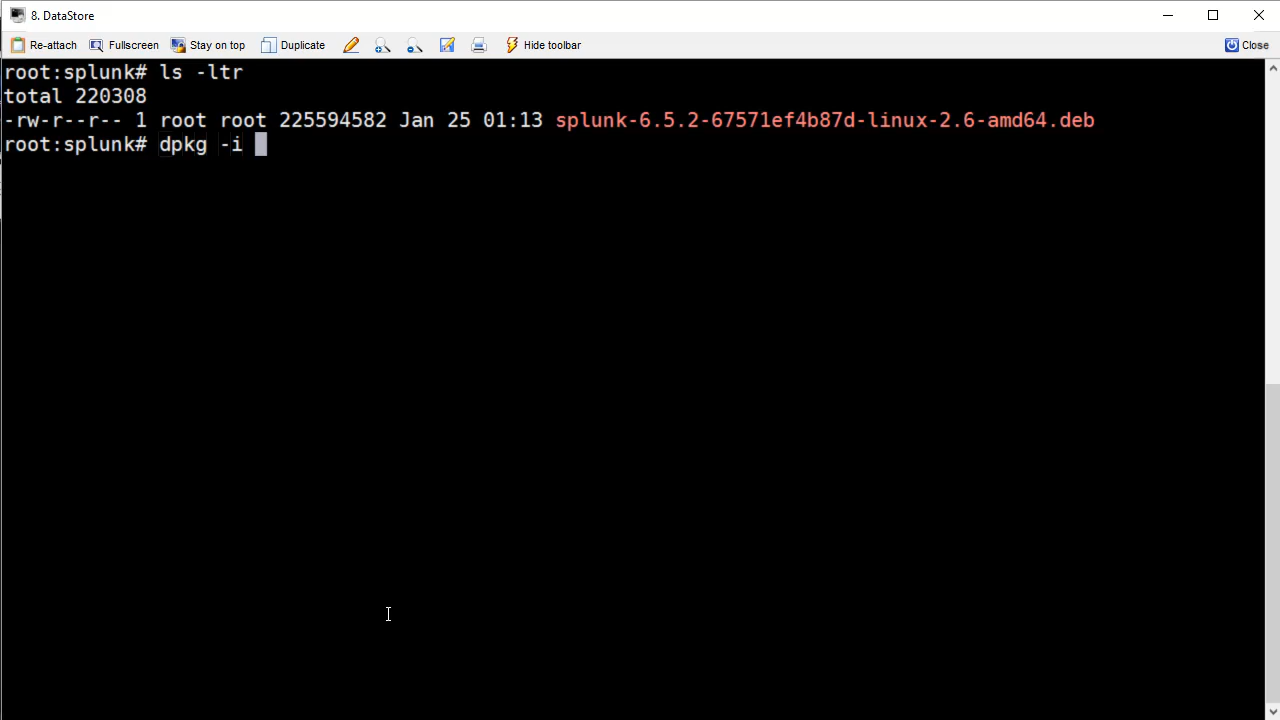 8. DataStore
Re-attach Fullscreen Stay on top Duplicate Hide toolbar Close
root:splunk# ls -ltr
total 220308
-rw-r--r-- 1 root root 225594582 Jan 25 01:13 splunk-6.5.2-67571ef4b87d-linux-2.6-amd64.deb
root:splunk# dpkg -i